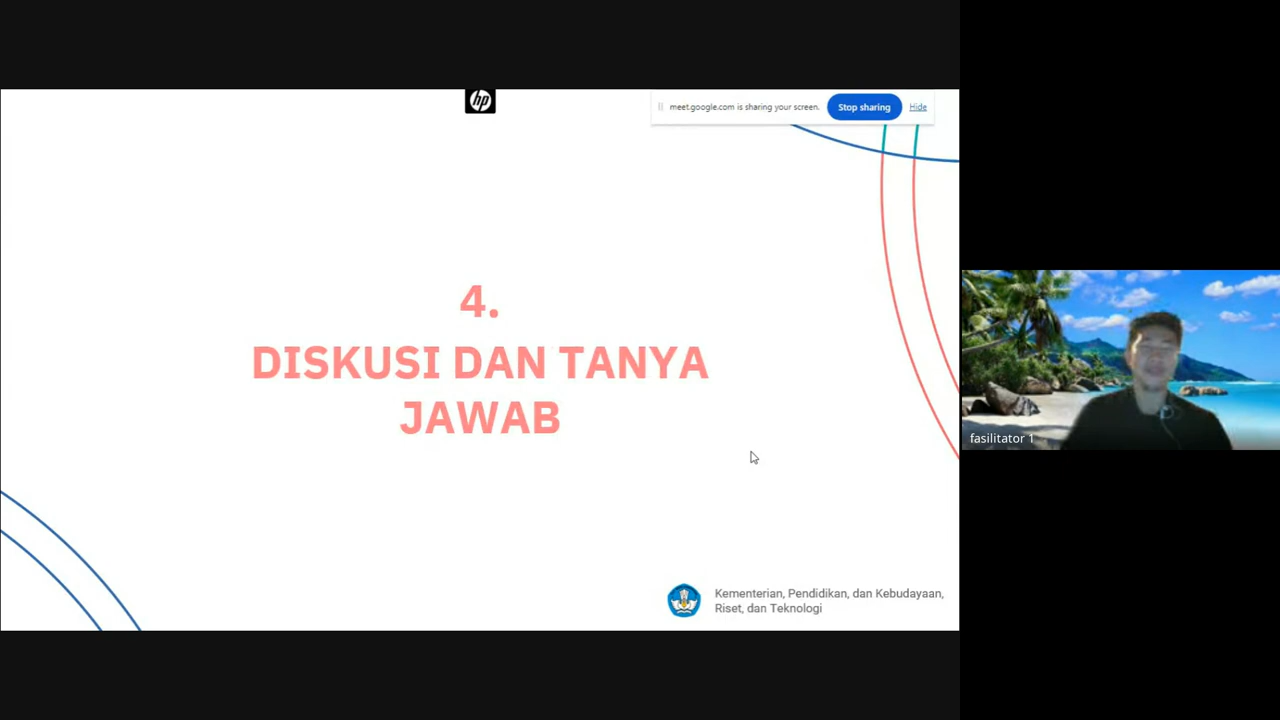 hp
meet.google.com is sharing your screen.
Stop sharing
Hide
4.
DISKUSI DAN TANYA
JAWAB
fasilitator 1
Kementerian, Pendidikan, dan Kebudayaan,
Riset, dan Teknologi